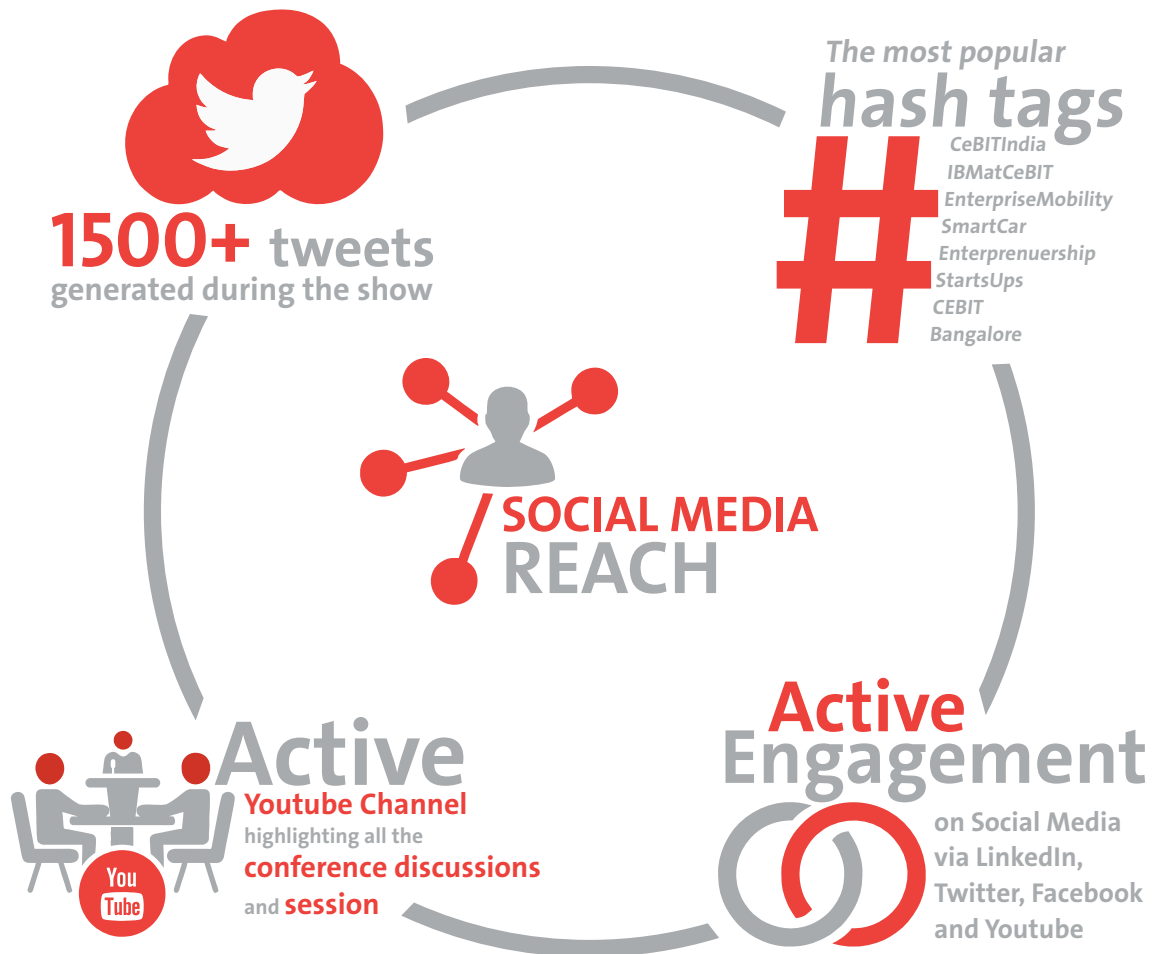 1500+ tweets
generated during the show
The most popular
hash tags
#
CeBITIndia
IBMatCeBIT
EnterpriseMobility
SmartCar
Enterprenuership
StartsUps
CEBIT
Bangalore
SOCIAL MEDIA
REACH
Active
Youtube Channel
highlighting all the
conference discussions
and session
You
Tube
Active
Engagement
on Social Media
via LinkedIn,
Twitter, Facebook
and Youtube